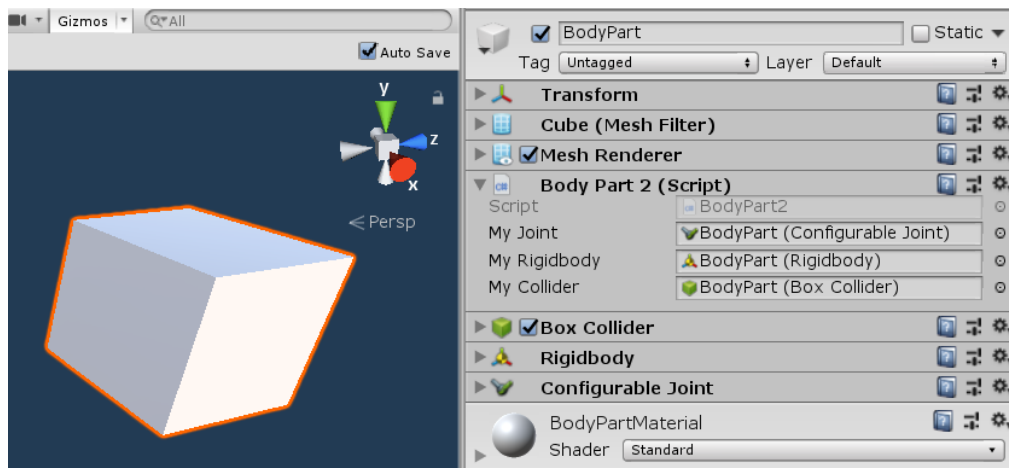 Gizmos
All
Auto Save
y
z
x
Persp
BodyPart
Static
Tag Untagged Layer Default
Transform
Cube (Mesh Filter)
Mesh Renderer
Body Part 2 (Script)
Script BodyPart2
My Joint BodyPart (Configurable Joint)
My Rigidbody BodyPart (Rigidbody)
My Collider BodyPart (Box Collider)
Box Collider
Rigidbody
Configurable Joint
BodyPartMaterial
Shader Standard